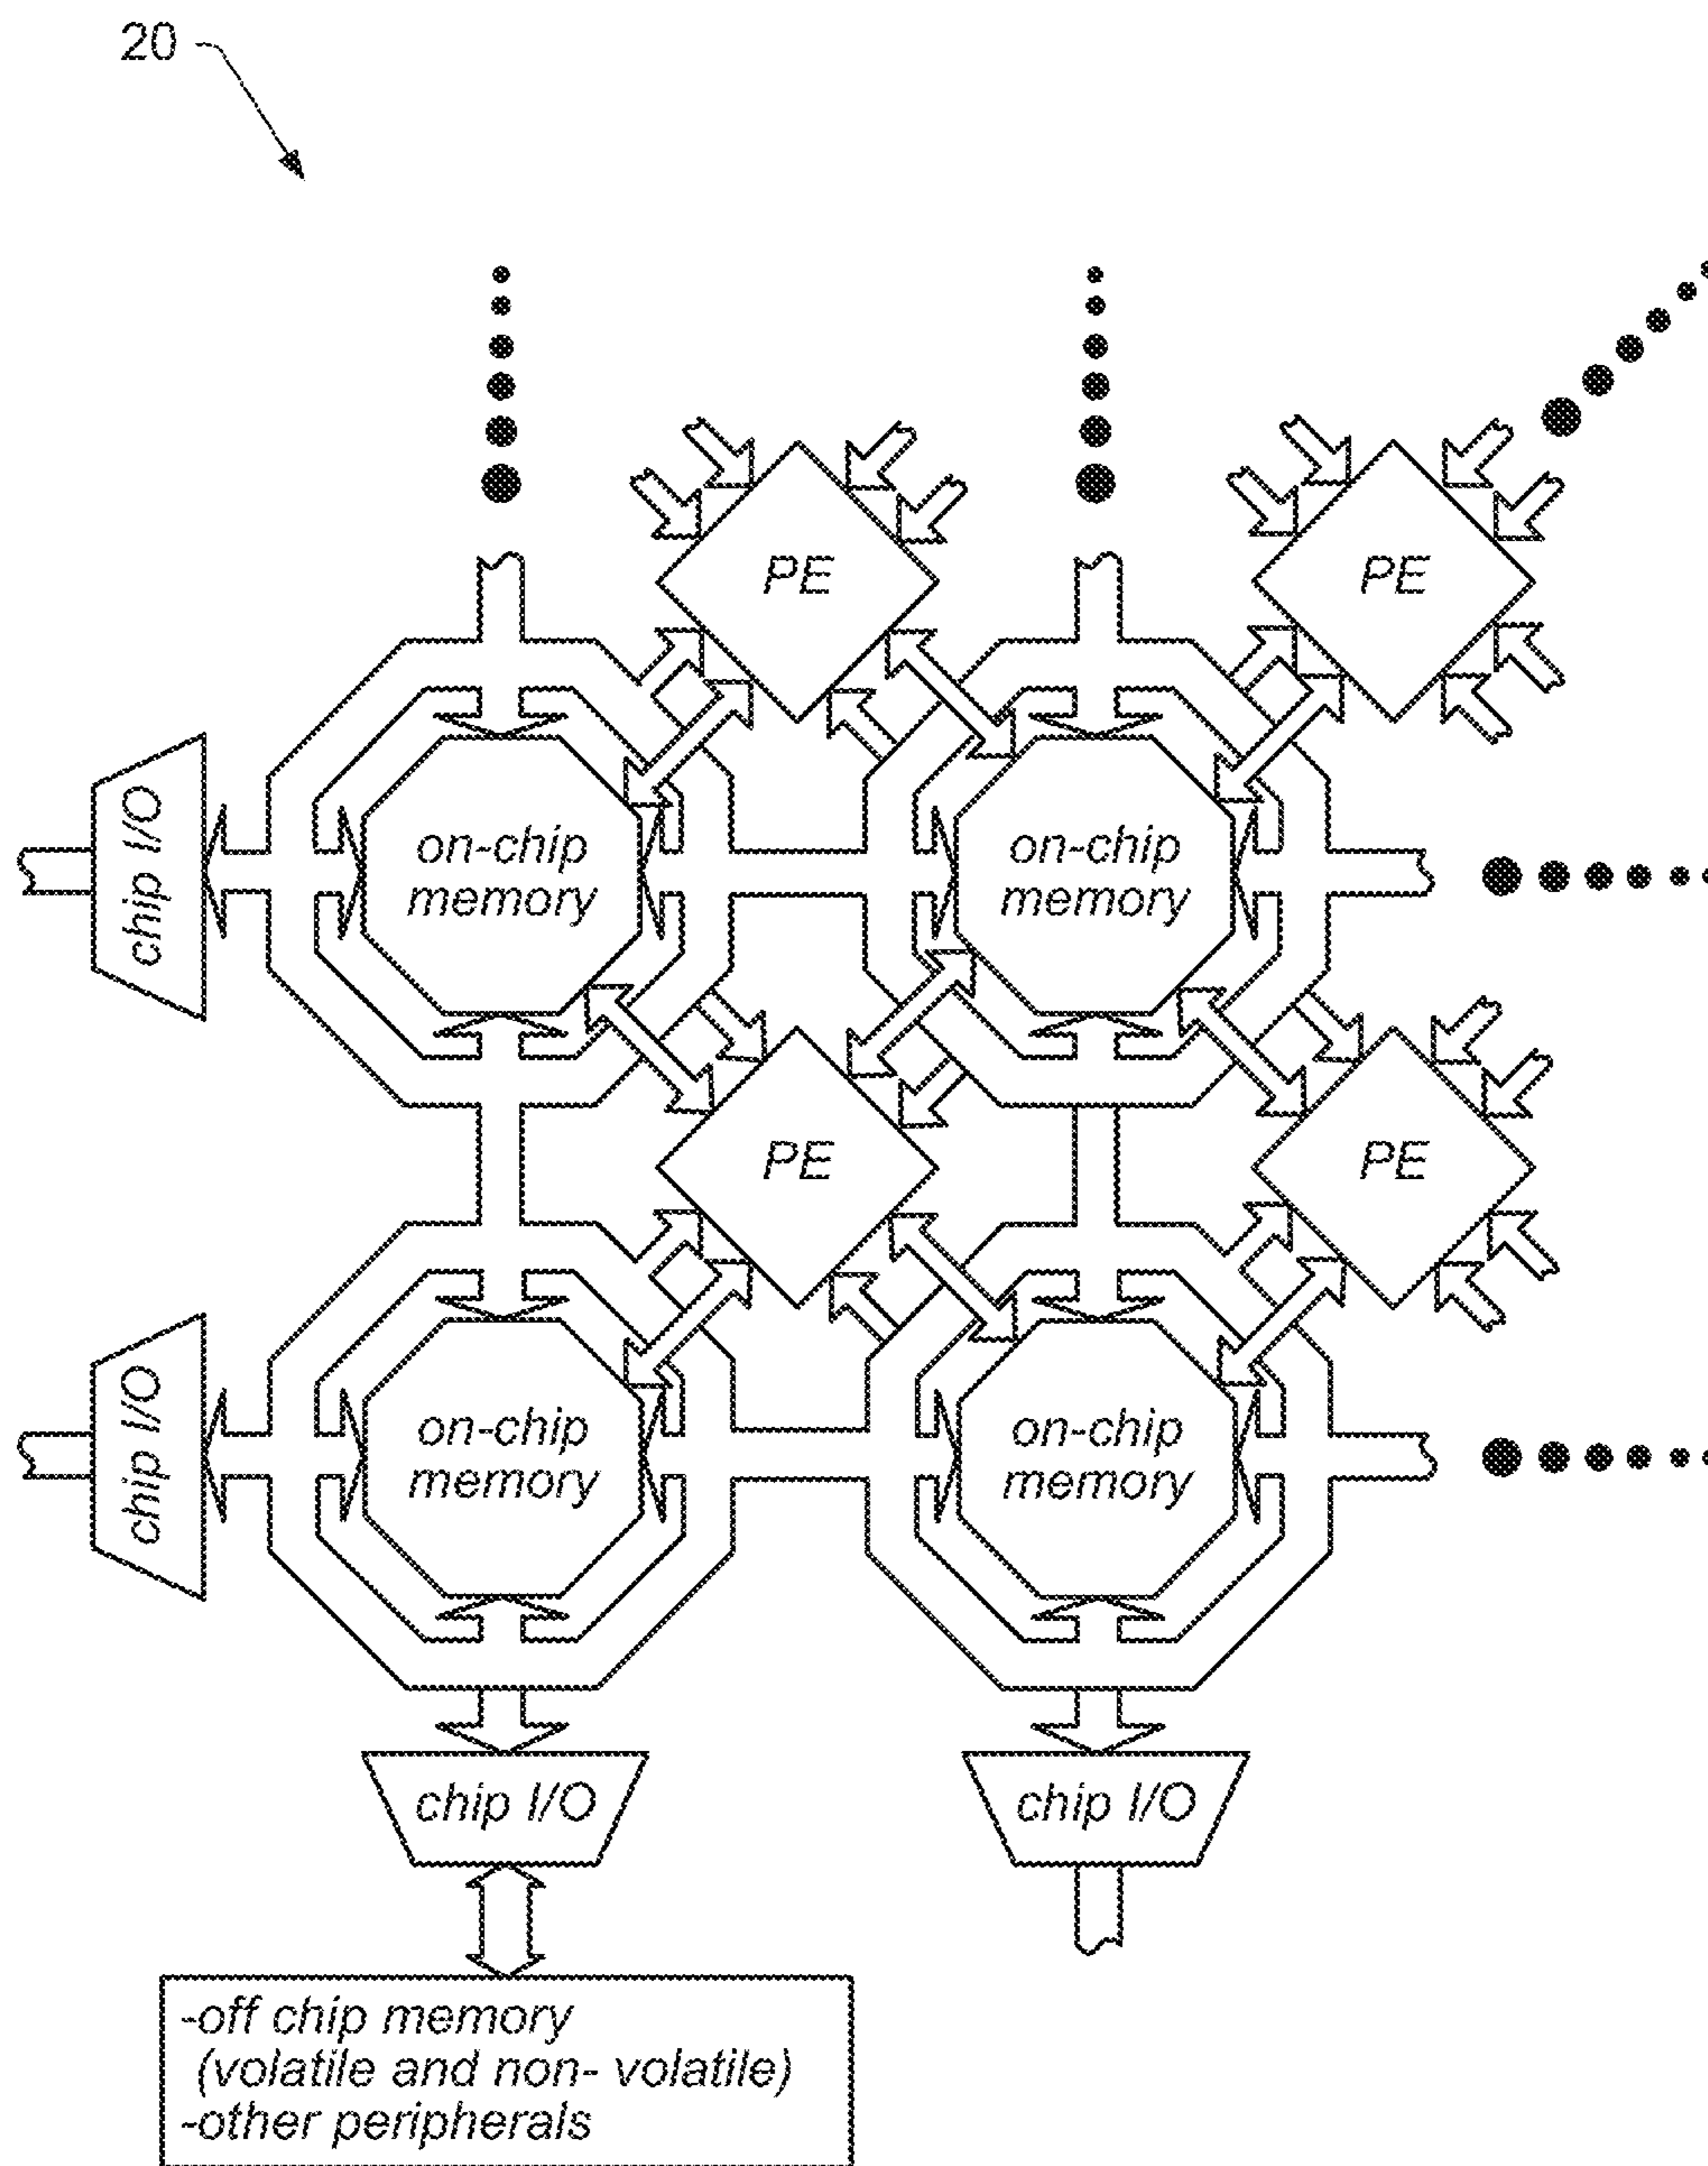 20
PE
PE
chip I/O
on-chip
memory
on-chip
memory
PE
PE
chip I/O
on-chip
memory
on-chip
memory
chip I/O
chip I/O
-off chip memory
(volatile and non- volatile)
-other peripherals